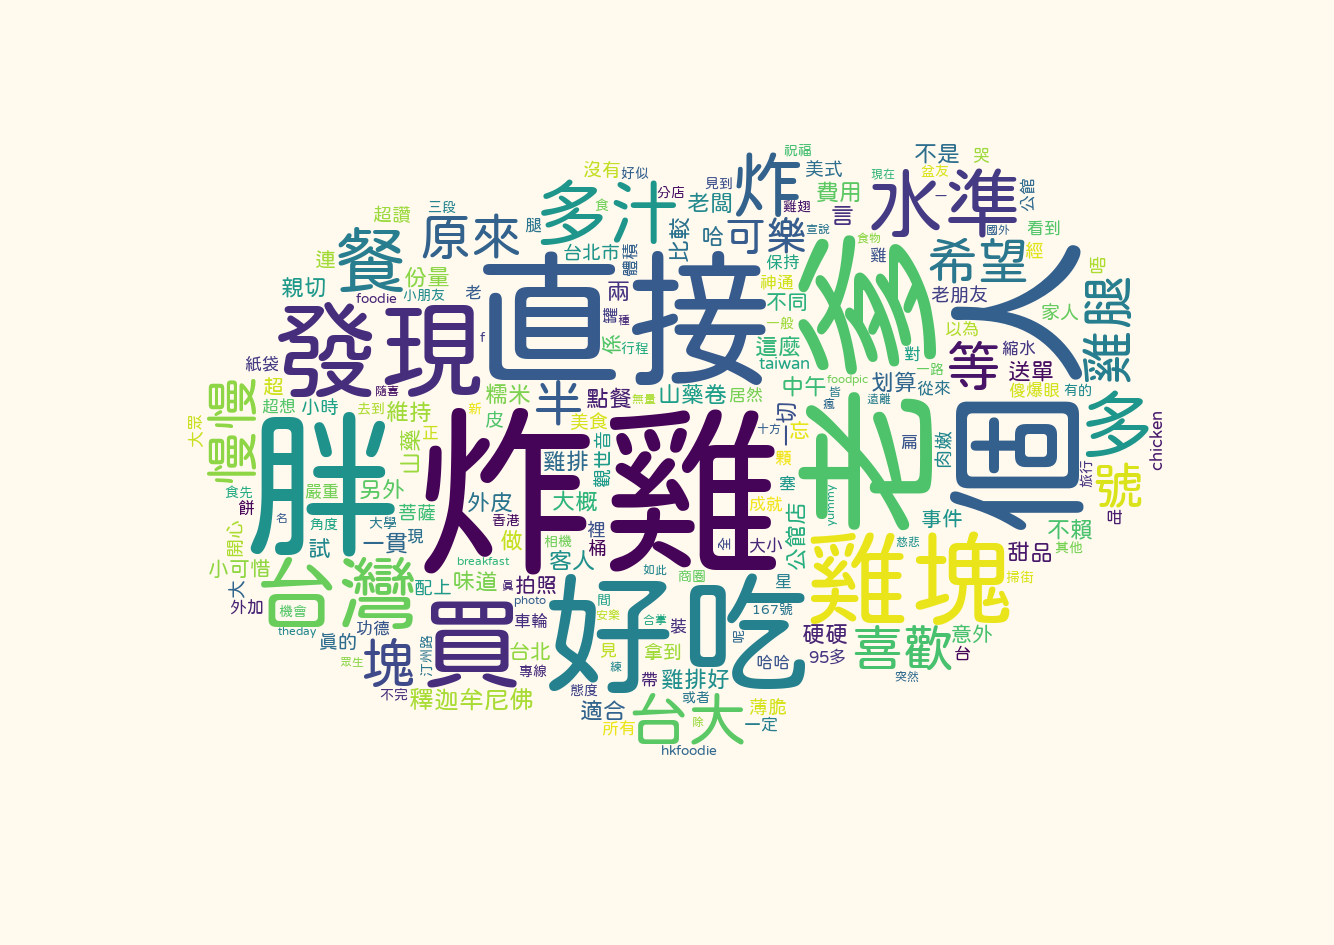 祝福
不是
哭
沒有
好似
炸
美式
現在
盆友
見到
分店
費用
水準
一
公館
多汁
食
老闆
雞翅
言
超讚
三段
原來
腿
比較
哈
可樂
宣說
食物
國外
看到
餐
連
台北市
體積
保持
爹
雞
希望
經
唔
親切
份量
foodie
小朋友
老
直接
兩
神通
不同
老朋友
人
家人
雞腿
發現
f
罐
種
係
行程
一般
這麼
taiwan
對
以為
等
縮水
紙袋
隨喜
一路
送單
超
糯米
半
點餐
無量
山藥卷
居然
中午
foodpic
皆
划算
從來
傻爆眼
有的
慢慢
超想
小時
去到
維持
新
皮
美食
一切
瘋
遠離
老
個
多
大眾
胖
山藥
正
炸雞
雞排
觀世音
十方
忘
扁
肉嫩
chicken
顆
塞
旅行
號
食先
嚴重
另外
外皮
大概
成就
yummy
餅
名
角度
大學
菩薩
香港
裡
公館店
事件
咁
開心
試
一貫
現
做
相機
桶
全
大小
慈悲
不賴
甜品
其他
小可惜
breakfast
客人
如此
雞塊
掃街
大
台灣
配上
味道
眞
拍照
商圈
星
外加
機會
買
photo
間
好吃
167號
theday
功德
車輪
安樂
合掌
裝
呢
硬硬
喜歡
意外
眞的
塊
汀州路
台北
見
拿到
95多
台
眾生
專線
練
哈哈
不完
釋迦牟尼佛
態度
帶
雞排好
突然
適合
或者
薄脆
所有
台大
除
一定
hkfoodie